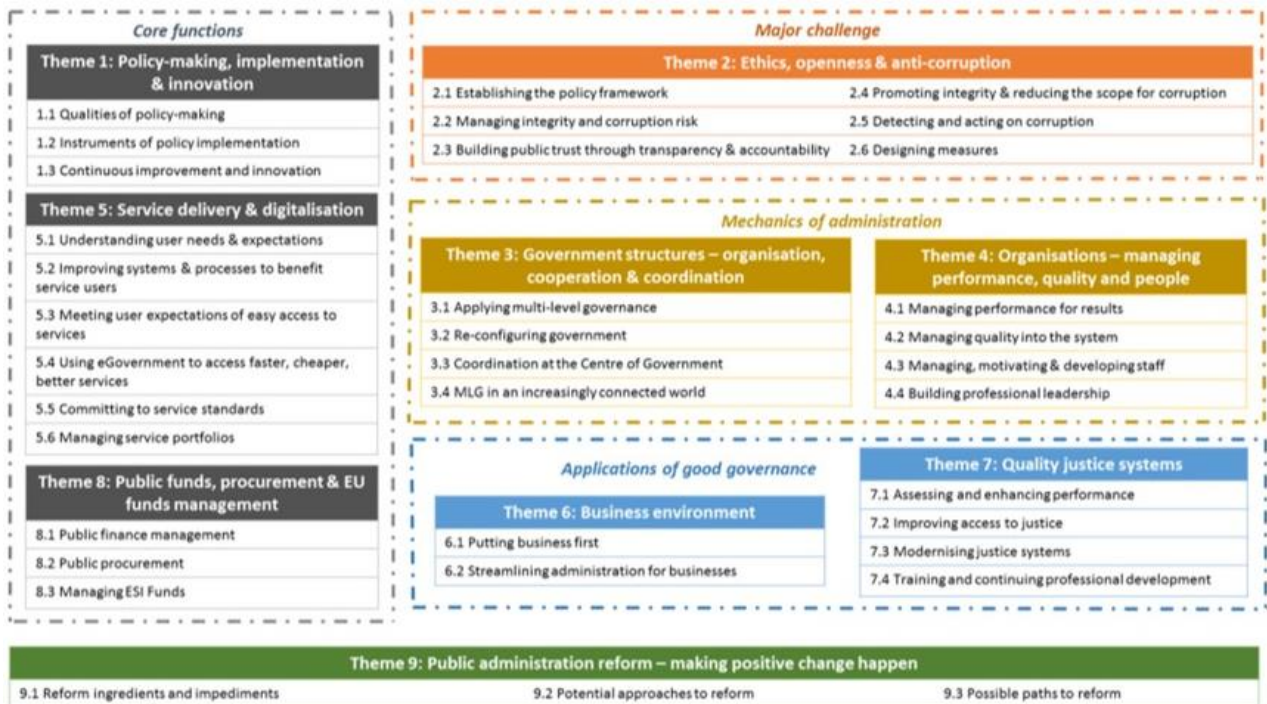 Core functions
Theme 1: Policy-making, implementation
& innovation
1.1 Qualities of policy-making
1.2 Instruments of policy implementation
1.3 Continuous improvement and innovation
Theme 5: Service delivery & digitalisation
5.1 Understanding user needs & expectations
5.2 Improving systems & processes to benefit
service users
5.3 Meeting user expectations of easy access to
services
5.4 Using eGovernment to access faster, cheaper,
better services
5.5 Committing to service standards
5.6 Managing service portfolios
Theme 8: Public funds, procurement & EU
funds management
8.1 Public finance management
8.2 Public procurement
8.3 Managing ESI Funds
Major challenge
Theme 2: Ethics, openness & anti-corruption
2.1 Establishing the policy framework
2.2 Managing integrity and corruption risk
2.3 Building public trust through transparency & accountability
2.4 Promoting integrity & reducing the scope for corruption
2.5 Detecting and acting on corruption
2.6 Designing measures
Mechanics of administration
Theme 3: Government structures – organisation,
cooperation & coordination
3.1 Applying multi-level governance
3.2 Re-configuring government
3.3 Coordination at the Centre of Government
3.4 MLG in an increasingly connected world
Theme 4: Organisations – managing
performance, quality and people
4.1 Managing performance for results
4.2 Managing quality into the system
4.3 Managing, motivating & developing staff
4.4 Building professional leadership
Applications of good governance
Theme 6: Business environment
6.1 Putting business first
6.2 Streamlining administration for businesses
Theme 7: Quality justice systems
7.1 Assessing and enhancing performance
7.2 Improving access to justice
7.3 Modernising justice systems
7.4 Training and continuing professional development
Theme 9: Public administration reform – making positive change happen
9.1 Reform ingredients and impediments
9.2 Potential approaches to reform
9.3 Possible paths to reform